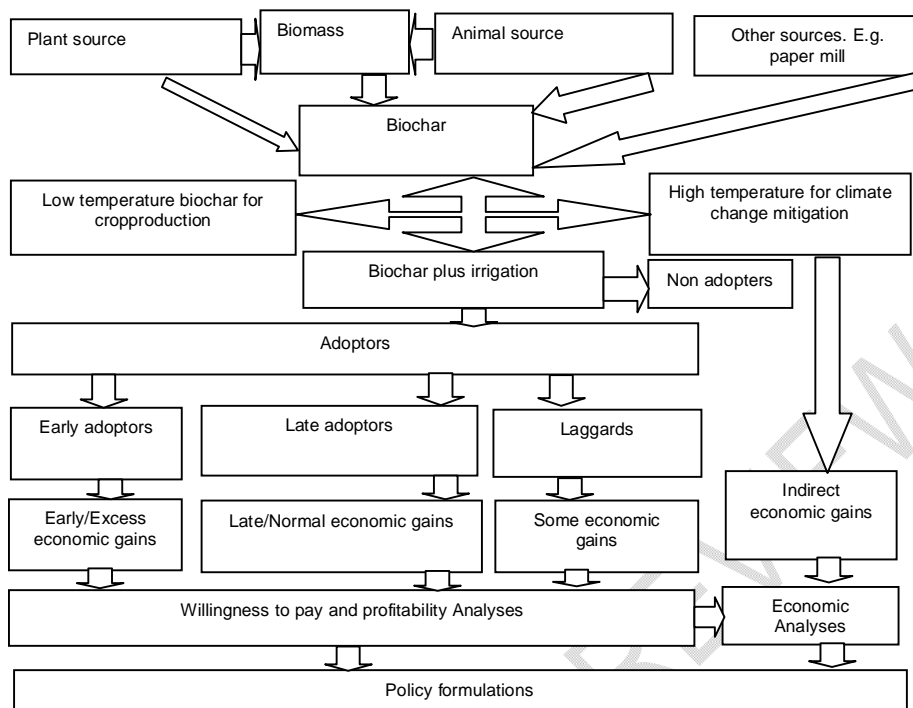 Plant source
Biomass
Animal source
Other sources. E.g.
paper mill
Biochar
Low temperature biochar for
cropproduction
High temperature for climate
change mitigation
Biochar plus irrigation
Non adopters
Adoptors
Early adoptors
Late adoptors
Laggards
Early/Excess
economic gains
Late/Normal economic gains
Some economic
gains
Indirect
economic gains
Willingness to pay and profitability Analyses
Economic
Analyses
Policy formulations
REVIEW